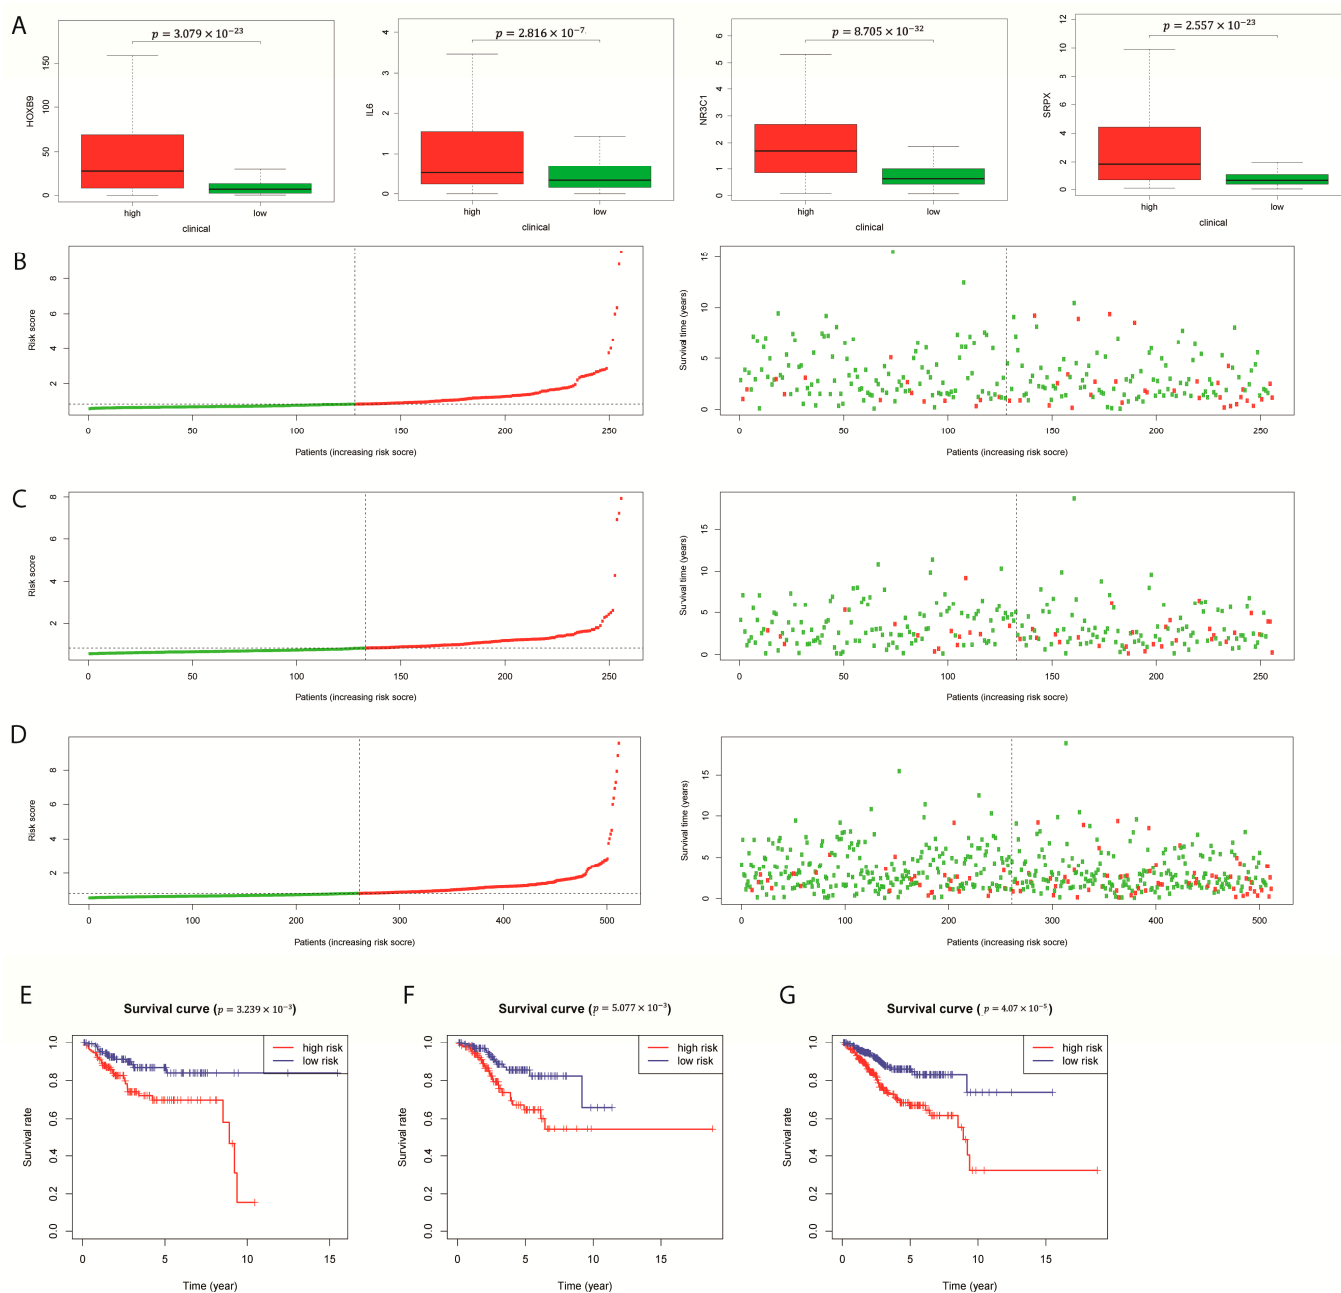 A
p = 3.079 × 10⁻²³
HOXB9
150
100
50
0
high
low
clinical
p = 2.816 × 10⁻⁷
IL6
4
3
2
1
0
high
low
clinical
p = 8.705 × 10⁻³²
NR3C1
6
5
4
3
2
1
0
high
low
clinical
p = 2.557 × 10⁻²³
SRPX
12
10
8
6
4
2
0
high
low
clinical
B
Risk score
8
6
4
2
0 50 100 150 200 250
Patients (increasing risk socre)
Survival time (years)
15
10
5
0
0 50 100 150 200 250
Patients (increasing risk socre)
C
Risk score
8
6
4
2
0 50 100 150 200 250
Patients (increasing risk socre)
Survival time (years)
15
10
5
0
0 50 100 150 200 250
Patients (increasing risk socre)
D
Risk score
8
6
4
2
0 100 200 300 400 500
Patients (increasing risk socre)
Survival time (years)
15
10
5
0
0 100 200 300 400 500
Patients (increasing risk socre)
E
Survival curve (p = 3.239 × 10⁻³)
high risk
low risk
Survival rate
1.0
0.8
0.6
0.4
0.2
0.0
0 5 10 15
Time (year)
F
Survival curve (p = 5.077 × 10⁻³)
high risk
low risk
Survival rate
1.0
0.8
0.6
0.4
0.2
0.0
0 5 10 15
Time (year)
G
Survival curve (p = 4.07 × 10⁻⁵)
high risk
low risk
Survival rate
1.0
0.8
0.6
0.4
0.2
0.0
0 5 10 15
Time (year)